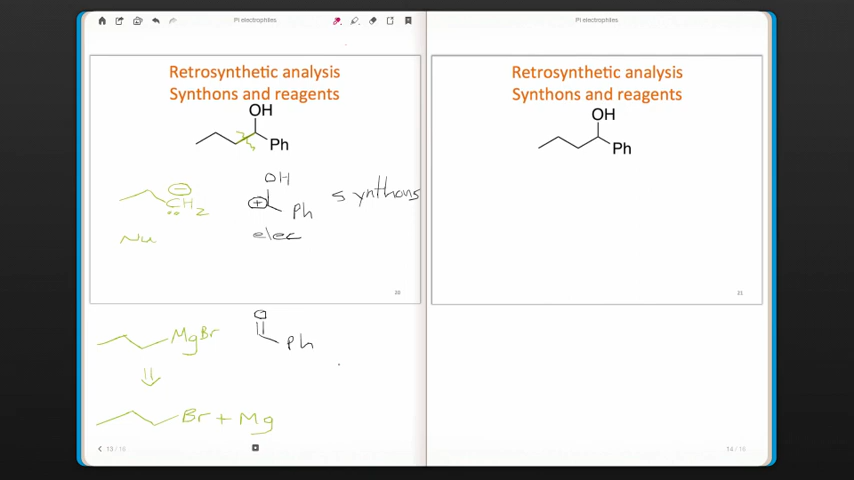 PI electrophiles
Retrosynthetic analysis
Synthons and reagents
OH
Ph
OH
⊖
CH2
⊕
Ph
synthons
Nu
elec
20
MgBr
O
Ph
Br + Mg
13 / 16
PI electrophiles
Retrosynthetic analysis
Synthons and reagents
OH
Ph
21
14 / 16